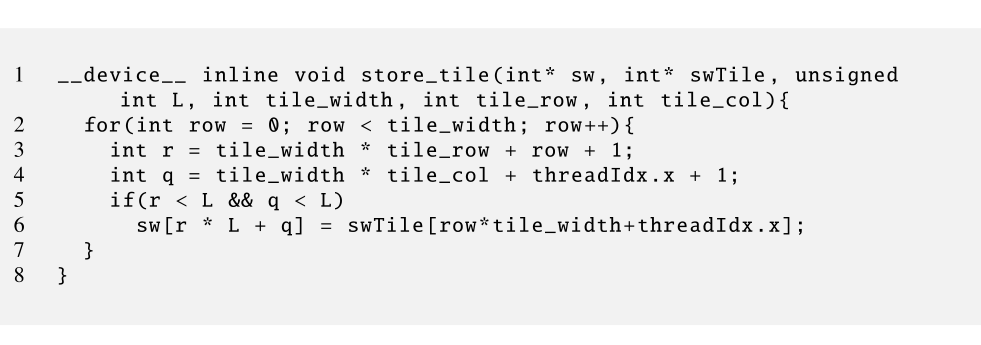 1 __device__ inline void store_tile(int* sw, int* swTile, unsigned
int L, int tile_width, int tile_row, int tile_col){
2 for(int row = 0; row < tile_width; row++){
3 int r = tile_width * tile_row + row + 1;
4 int q = tile_width * tile_col + threadIdx.x + 1;
5 if(r < L && q < L)
6 sw[r * L + q] = swTile[row*tile_width+threadIdx.x];
7 }
8 }